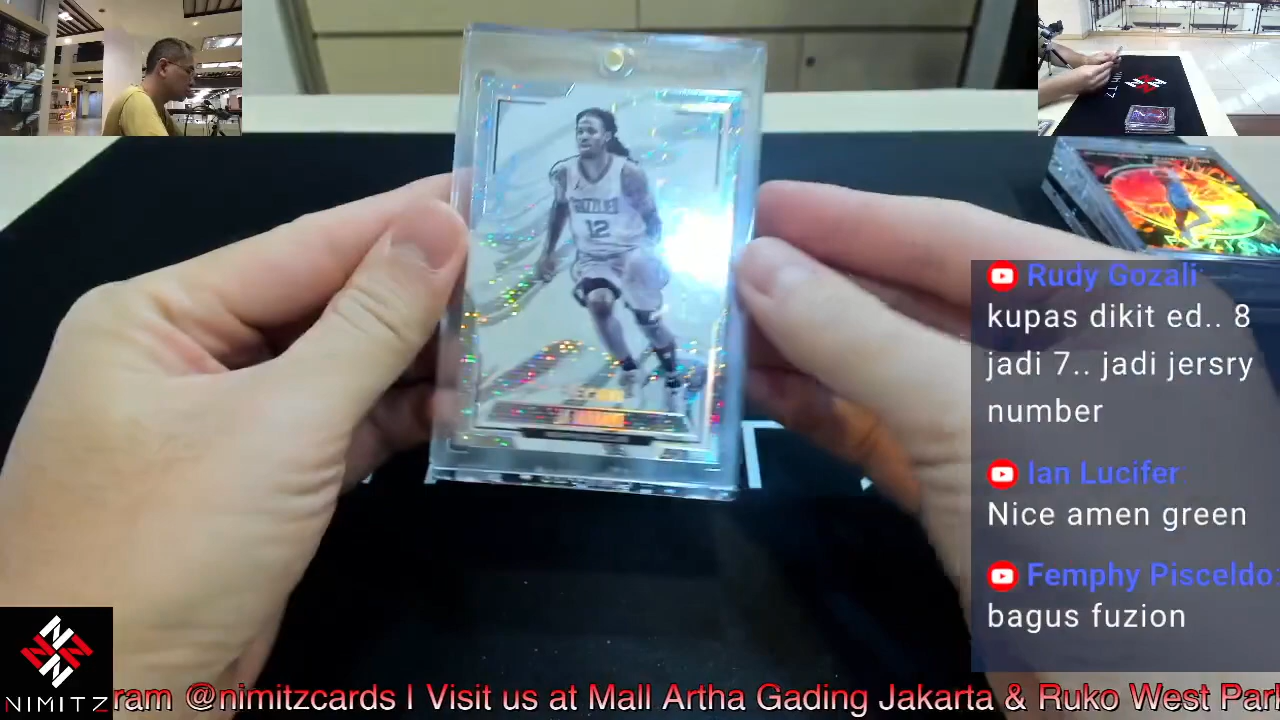 GRIZZLIES
12
Rudy Gozali
kupas dikit ed.. 8
jadi 7.. jadi jersry
number
Ian Lucifer
Nice amen green
Femphy Pisceldo:
bagus fuzion
NIMITZ
ram @nimitzcards I Visit us at Mall Artha Gading Jakarta & Ruko West Park